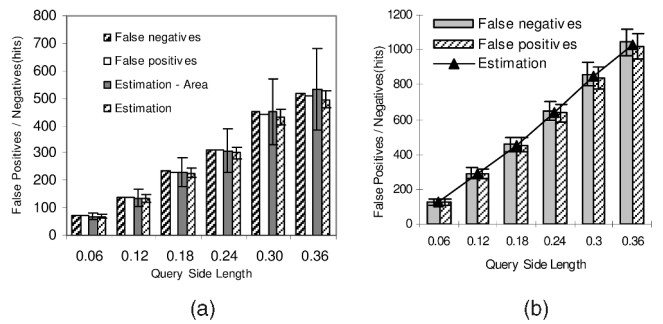 800
600
500
400
300
200
100
0
False Positives / Negatives(hits)
False negatives
False positives
Estimation - Area
Estimation
0.06 0.12 0.18 0.24 0.30 0.36
Query Side Length
(a)
1200
1000
800
600
400
200
0
False Positives / Negatives(hits)
False negatives
False positives
Estimation
0.06 0.12 0.18 0.24 0.3 0.36
Query Side Length
(b)